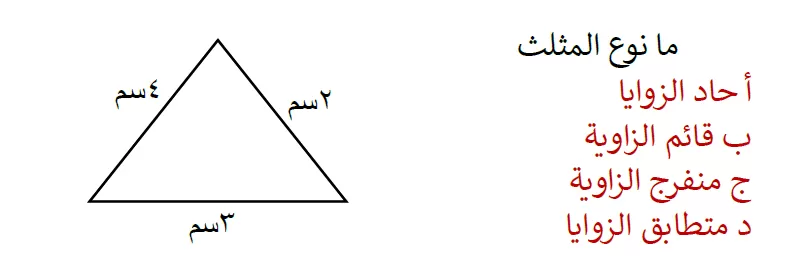 ما نوع المثلث
أ حاد الزوايا
ب قائم الزاوية
ج منفرج الزاوية
د متطابق الزوايا
٤سم
٢سم
٣سم